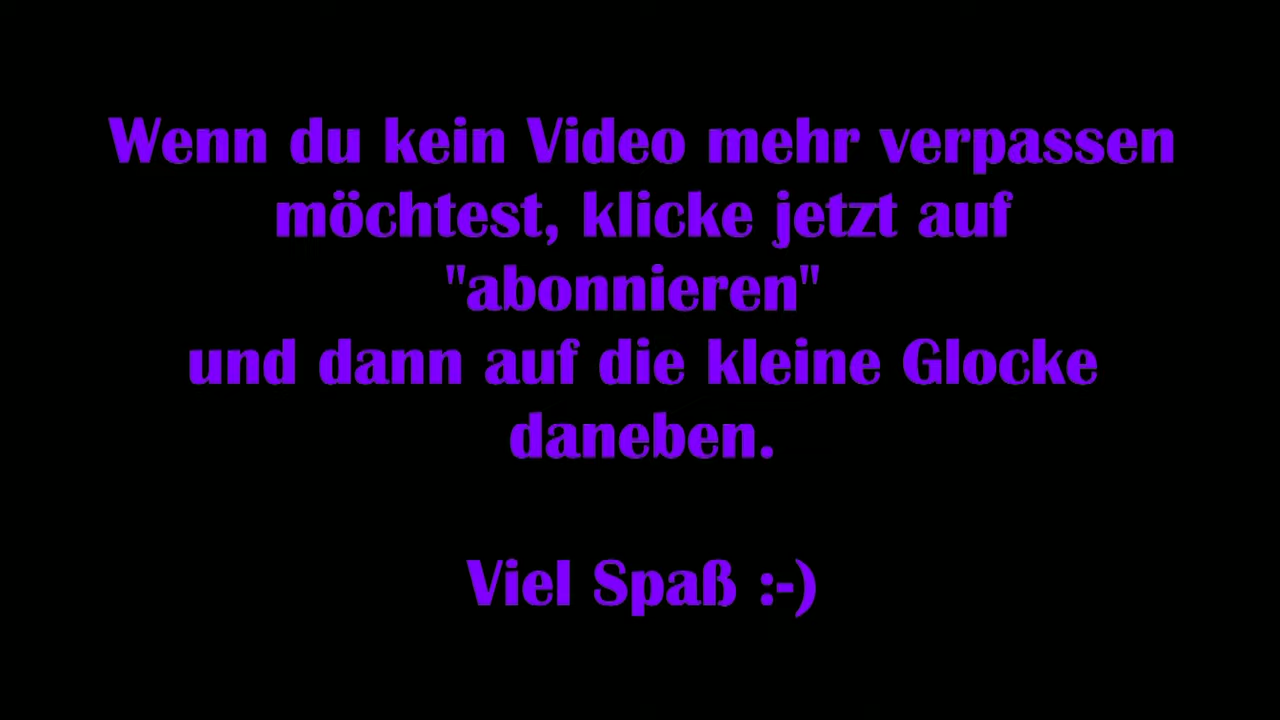 Wenn du kein Video mehr verpassen
möchtest, klicke jetzt auf
"abonnieren"
und dann auf die kleine Glocke
daneben.
Viel Spaß :-)